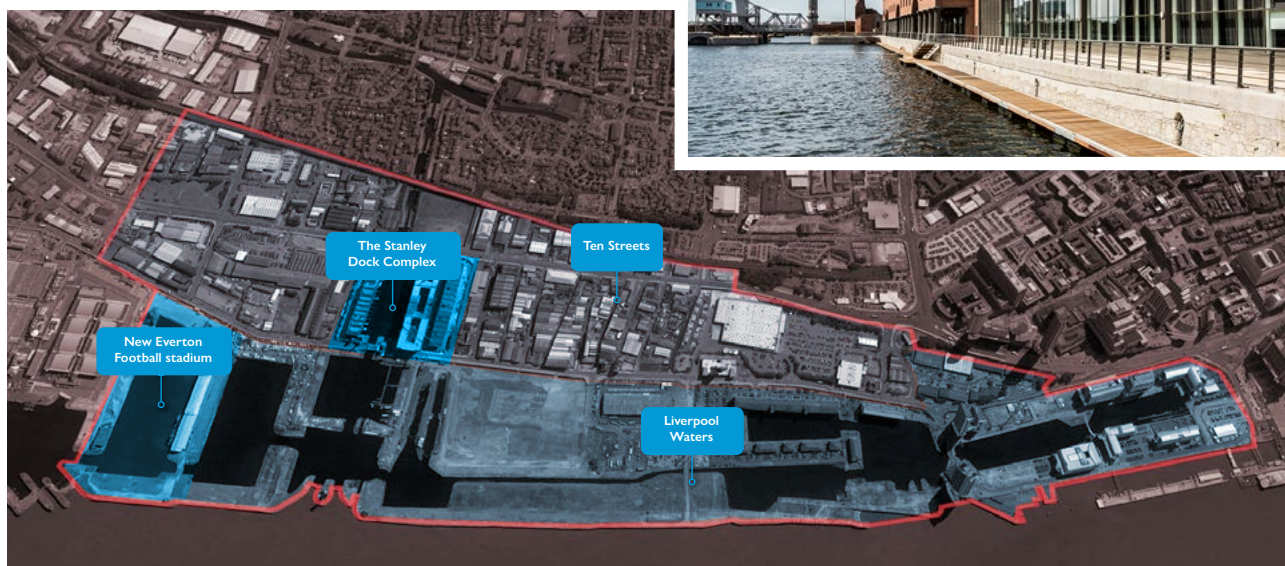 The Stanley
Dock Complex
Ten Streets
New Everton
Football stadium
Liverpool
Waters